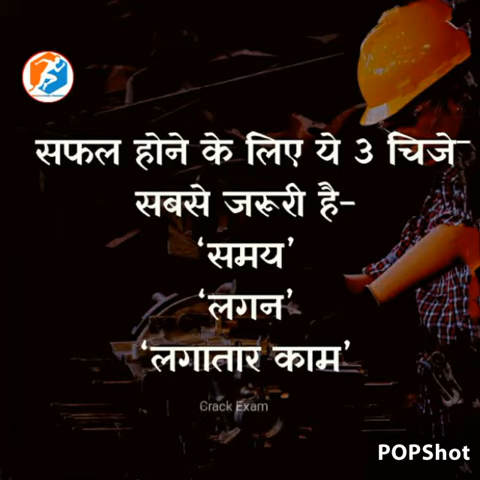 सफल होने के लिए ये 3 चिजे
सबसे जरूरी है-
‘समय’
‘लगन’
‘लगातार काम’
Crack Exam
POPShot